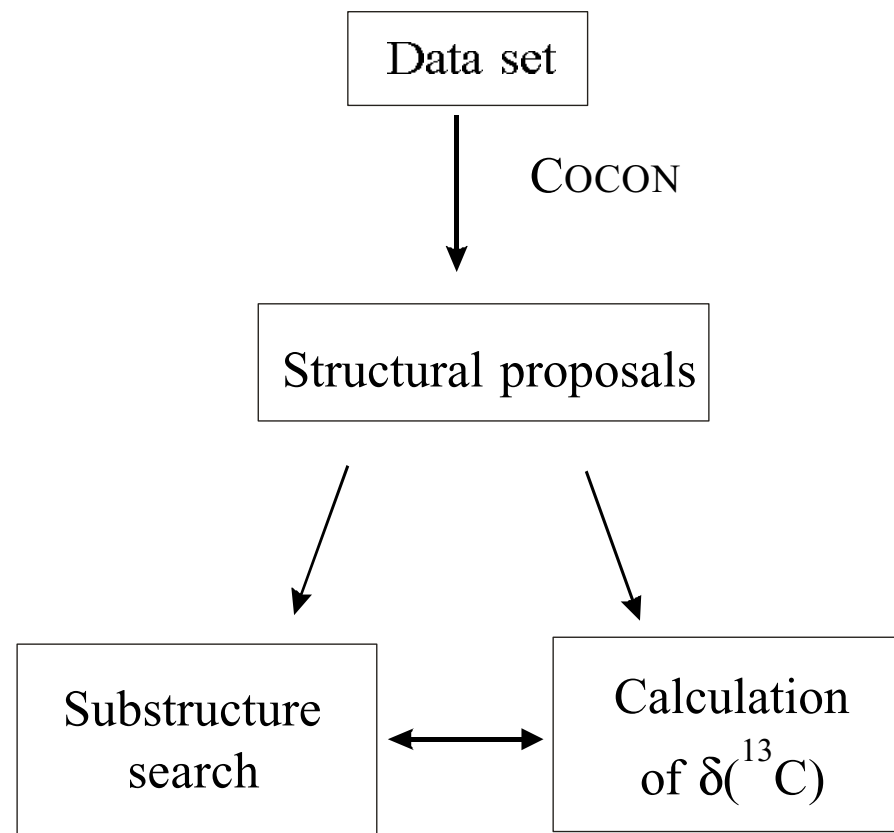 Data set
COCON
Structural proposals
Substructure
search
Calculation
of δ(¹³C)